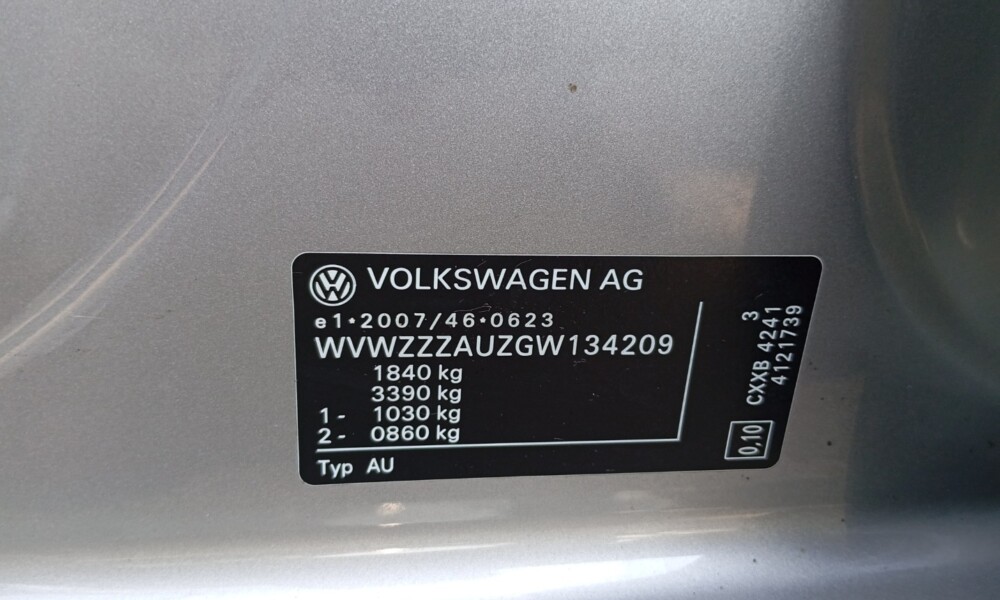 VOLKSWAGEN AG
e1*2007/46*0623
WVWZZZAUZGW134209
1840 kg
3390 kg
1- 1030 kg
2- 0860 kg
Typ AU
3
CXXB 4241
4121739
0,10